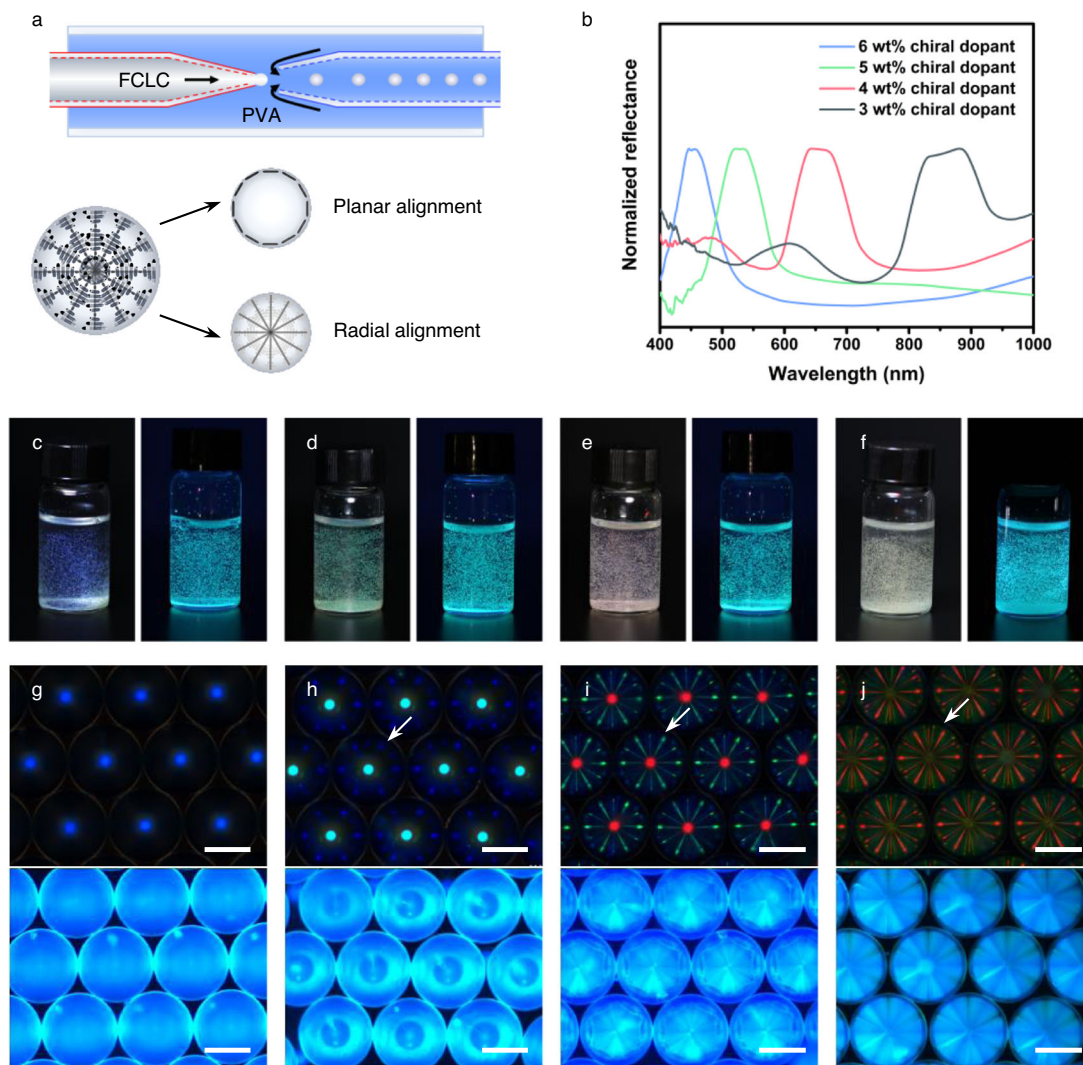 a
FCLC
PVA
Planar alignment
Radial alignment
b
6 wt% chiral dopant
5 wt% chiral dopant
4 wt% chiral dopant
3 wt% chiral dopant
Normalized reflectance
400 500 600 700 800 900 1000
Wavelength (nm)
c
d
e
f
g
h
i
j